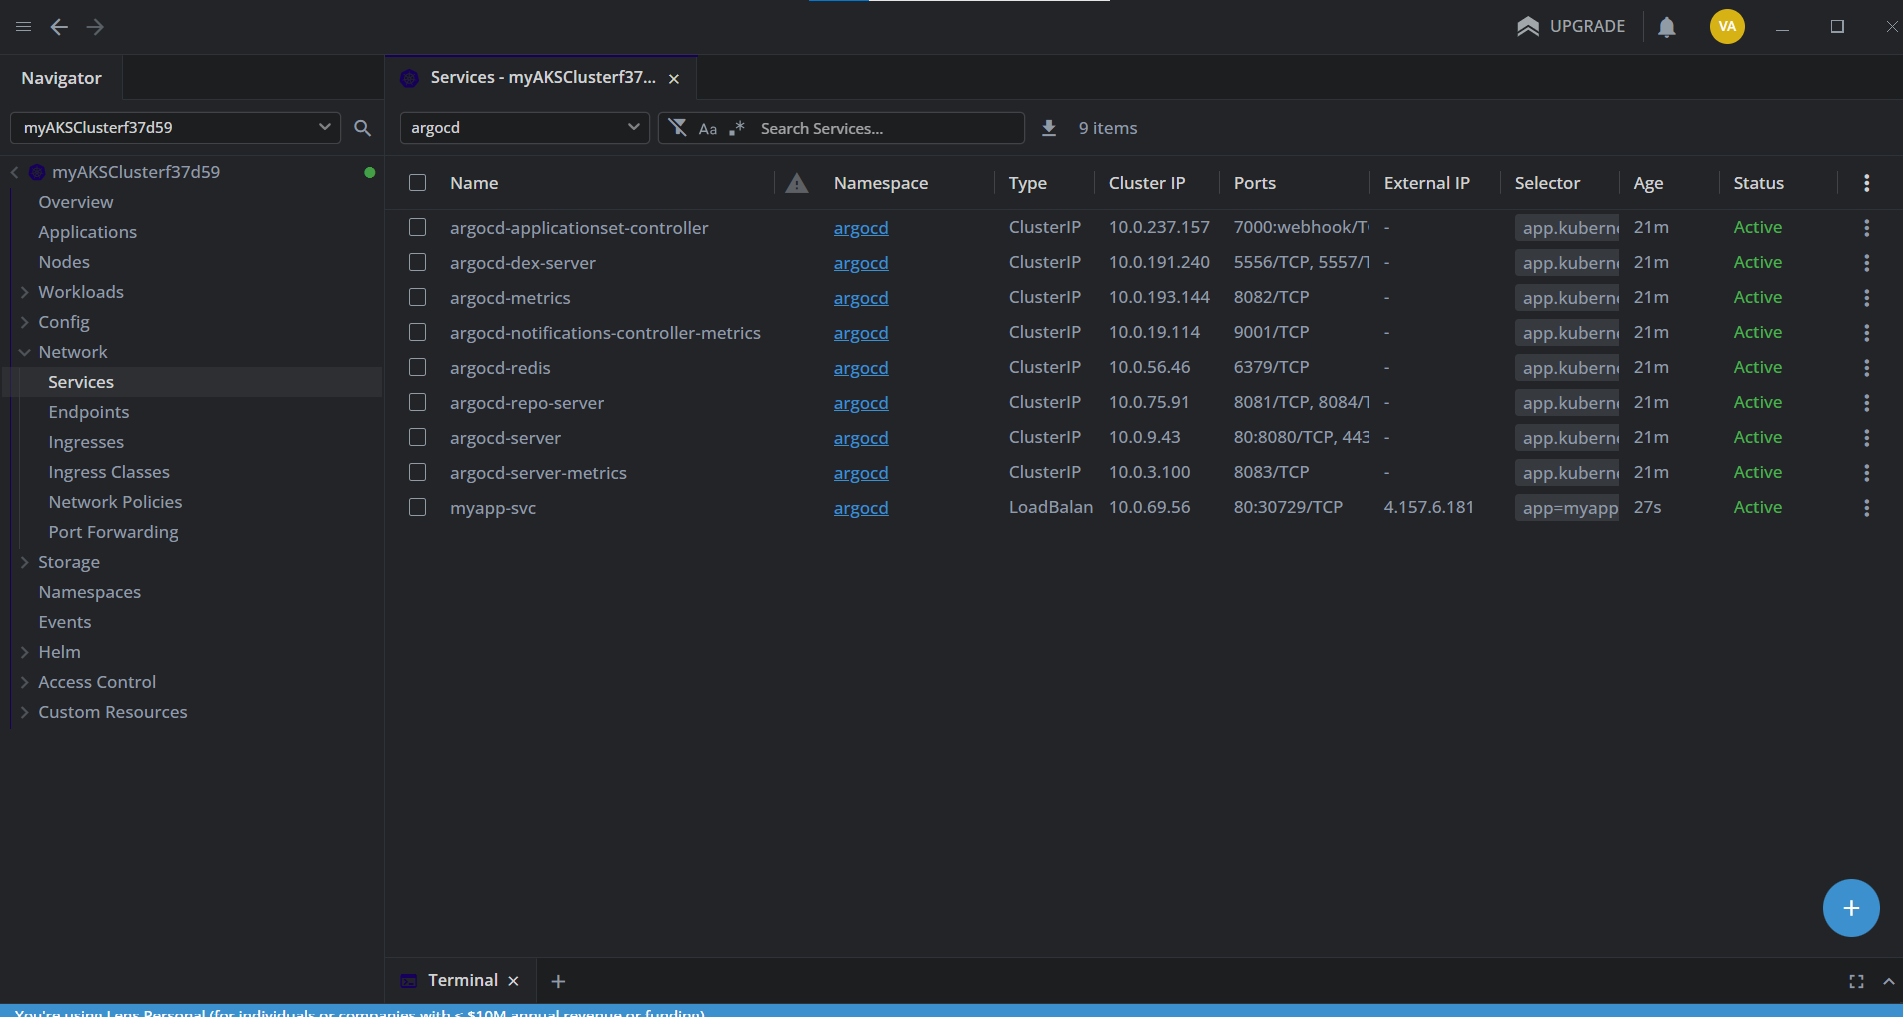 UPGRADE
VA
Navigator
Services - myAKSClusterf37...
myAKSClusterf37d59
argocd
Aa
.*
Search Services...
9 items
myAKSClusterf37d59
Overview
Applications
Nodes
Workloads
Config
Network
Services
Endpoints
Ingresses
Ingress Classes
Network Policies
Port Forwarding
Storage
Namespaces
Events
Helm
Access Control
Custom Resources
Name Namespace Type Cluster IP Ports External IP Selector Age Status
argocd-applicationset-controller argocd ClusterIP 10.0.237.157 7000:webhook/T - app.kuberne 21m Active
argocd-dex-server argocd ClusterIP 10.0.191.240 5556/TCP, 5557/T - app.kuberne 21m Active
argocd-metrics argocd ClusterIP 10.0.193.144 8082/TCP - app.kuberne 21m Active
argocd-notifications-controller-metrics argocd ClusterIP 10.0.19.114 9001/TCP - app.kuberne 21m Active
argocd-redis argocd ClusterIP 10.0.56.46 6379/TCP - app.kuberne 21m Active
argocd-repo-server argocd ClusterIP 10.0.75.91 8081/TCP, 8084/T - app.kuberne 21m Active
argocd-server argocd ClusterIP 10.0.9.43 80:8080/TCP, 443 - app.kuberne 21m Active
argocd-server-metrics argocd ClusterIP 10.0.3.100 8083/TCP - app.kuberne 21m Active
myapp-svc argocd LoadBalan 10.0.69.56 80:30729/TCP 4.157.6.181 app=myapp 27s Active
Terminal
You're using Lens Personal (for individuals or companies with < $10M annual revenue or funding)